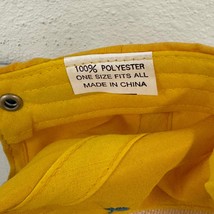 100% POLYESTER
ONE SIZE FITS ALL
MADE IN CHINA